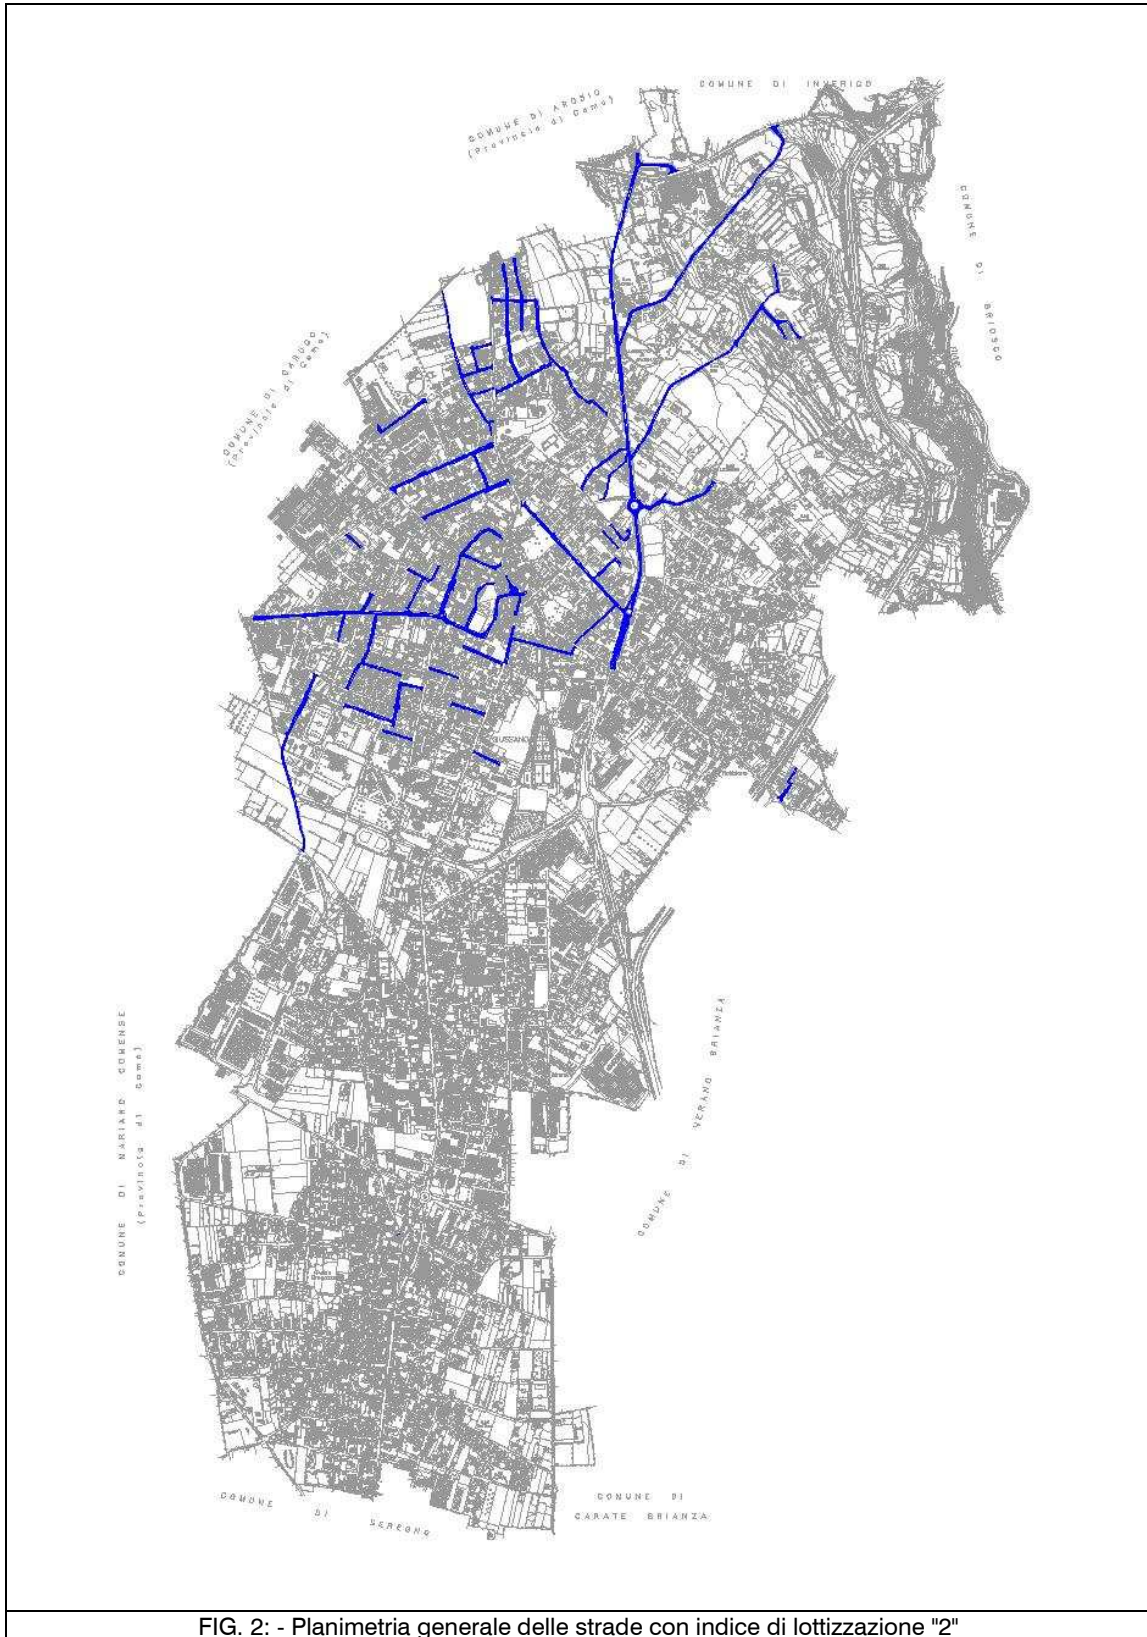 COMUNE DI INVERIGO
COMUNE DI AROSIO
(Provincia di Como)
COMUNE DI BRIOSCO
COMUNE DI CARUGO
(Provincia di Como)
GIUSSANO
COMUNE DI MARIANO COMENSE
(Provincia di Como)
COMUNE DI VERANO BRIANZA
COMUNE DI SEREGNO
COMUNE DI
CARATE BRIANZA
FIG. 2: - Planimetria generale delle strade con indice di lottizzazione "2"